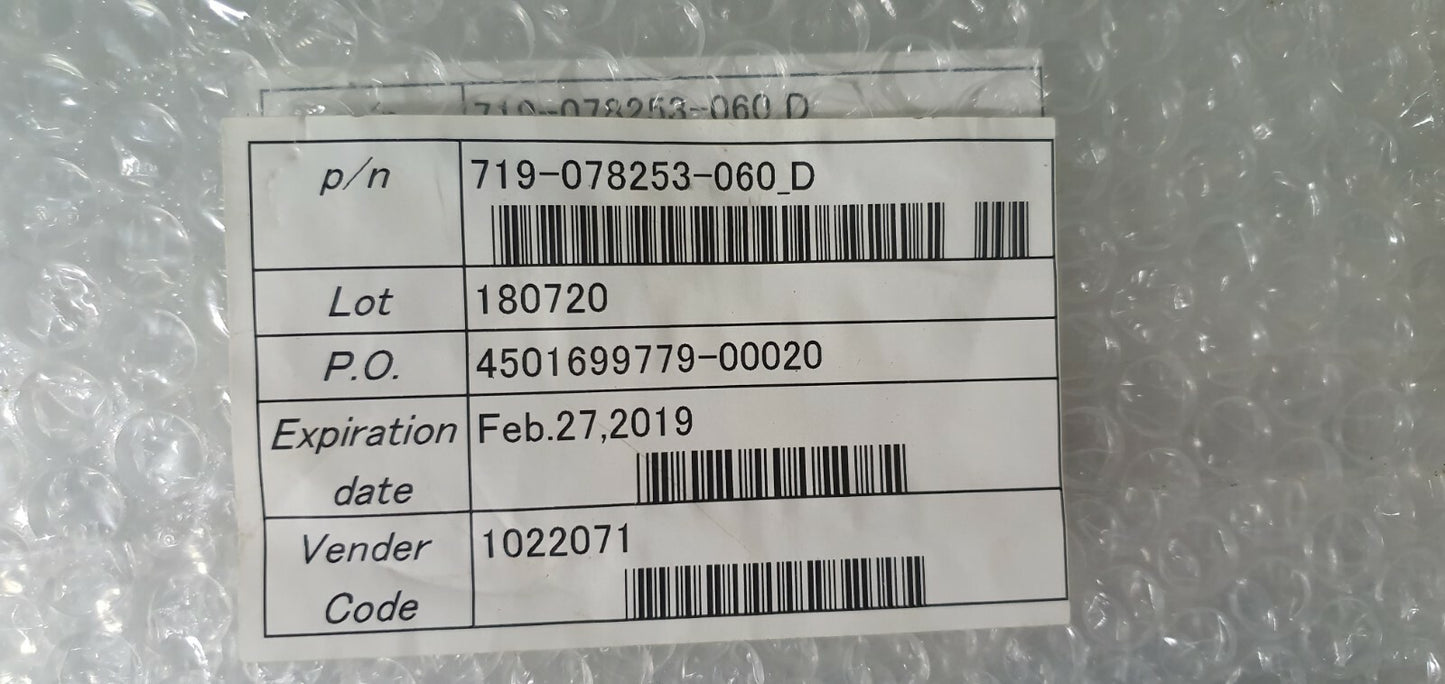 719-078253-060_D
p/n 719-078253-060_D
Lot 180720
P.O. 4501699779-00020
Expiration date Feb.27,2019
Vender Code 1022071